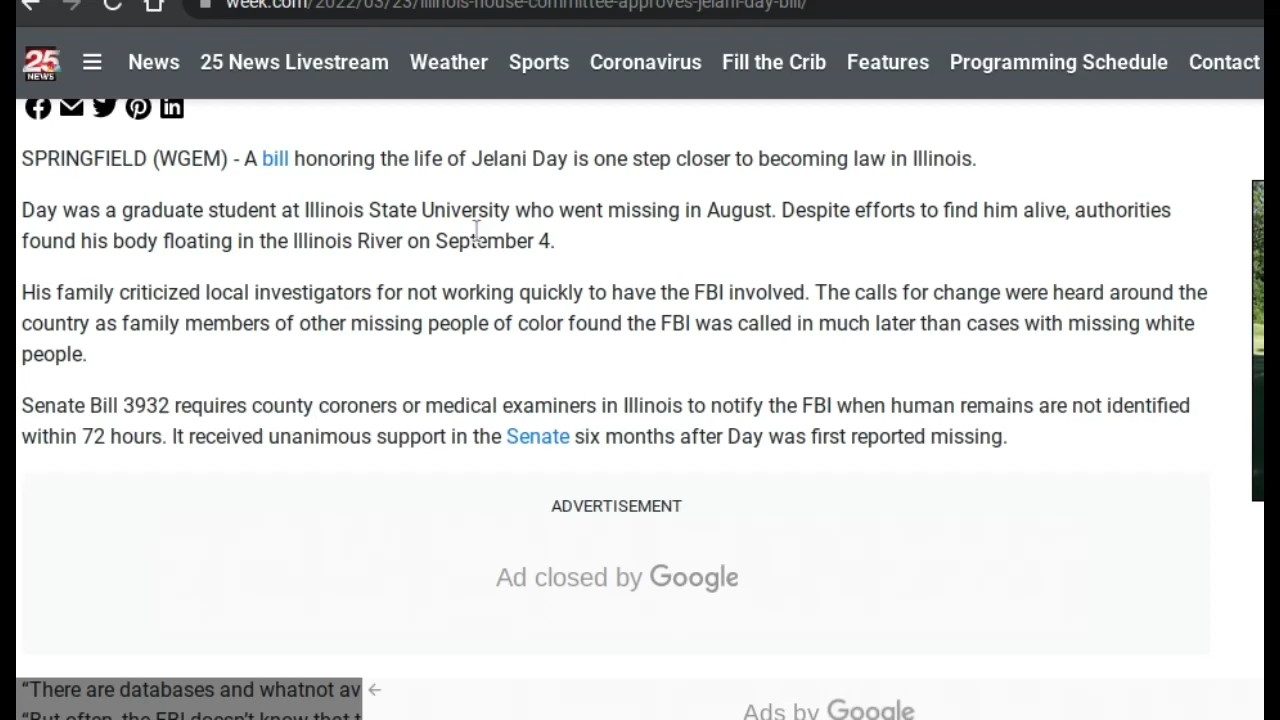 week.com/2022/03/23/illinois-house-committee-approves-jelani-day-bill/
25
NEWS
News 25 News Livestream Weather Sports Coronavirus Fill the Crib Features Programming Schedule Contact
SPRINGFIELD (WGEM) - A bill honoring the life of Jelani Day is one step closer to becoming law in Illinois.
Day was a graduate student at Illinois State University who went missing in August. Despite efforts to find him alive, authorities
found his body floating in the Illinois River on September 4.
His family criticized local investigators for not working quickly to have the FBI involved. The calls for change were heard around the
country as family members of other missing people of color found the FBI was called in much later than cases with missing white
people.
Senate Bill 3932 requires county coroners or medical examiners in Illinois to notify the FBI when human remains are not identified
within 72 hours. It received unanimous support in the Senate six months after Day was first reported missing.
ADVERTISEMENT
Ad closed by Google
“There are databases and whatnot av
“But often, the FBI doesn't know that t
Ads by Google